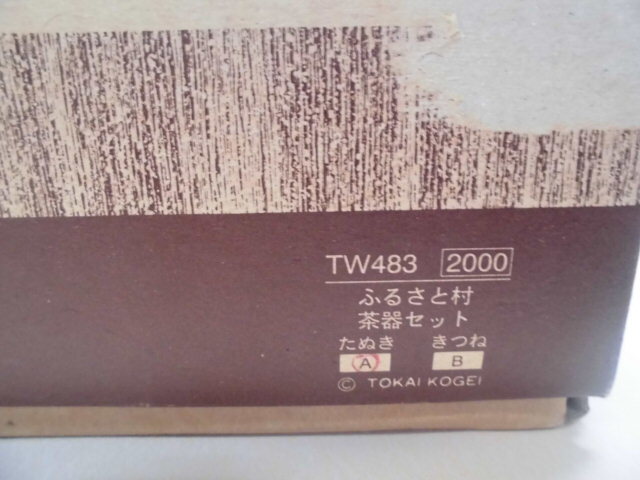 TW483 2000
ふるさと村
茶器セット
たぬき きつね
A B
© TOKAI KOGEI